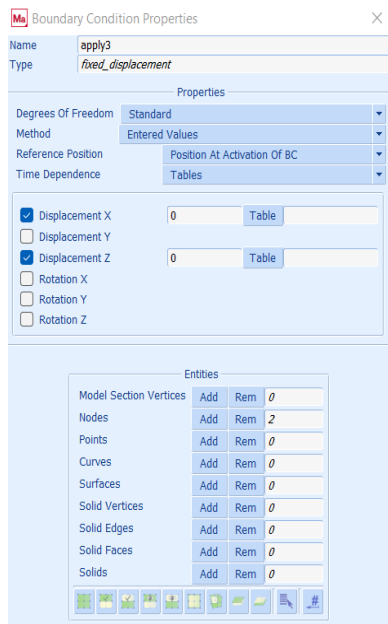 Ma Boundary Condition Properties
Name apply3
Type fixed_displacement
Properties
Degrees Of Freedom Standard
Method Entered Values
Reference Position Position At Activation Of BC
Time Dependence Tables
Displacement X 0 Table
Displacement Y
Displacement Z 0 Table
Rotation X
Rotation Y
Rotation Z
Entities
Model Section Vertices Add Rem 0
Nodes Add Rem 2
Points Add Rem 0
Curves Add Rem 0
Surfaces Add Rem 0
Solid Vertices Add Rem 0
Solid Edges Add Rem 0
Solid Faces Add Rem 0
Solids Add Rem 0
#